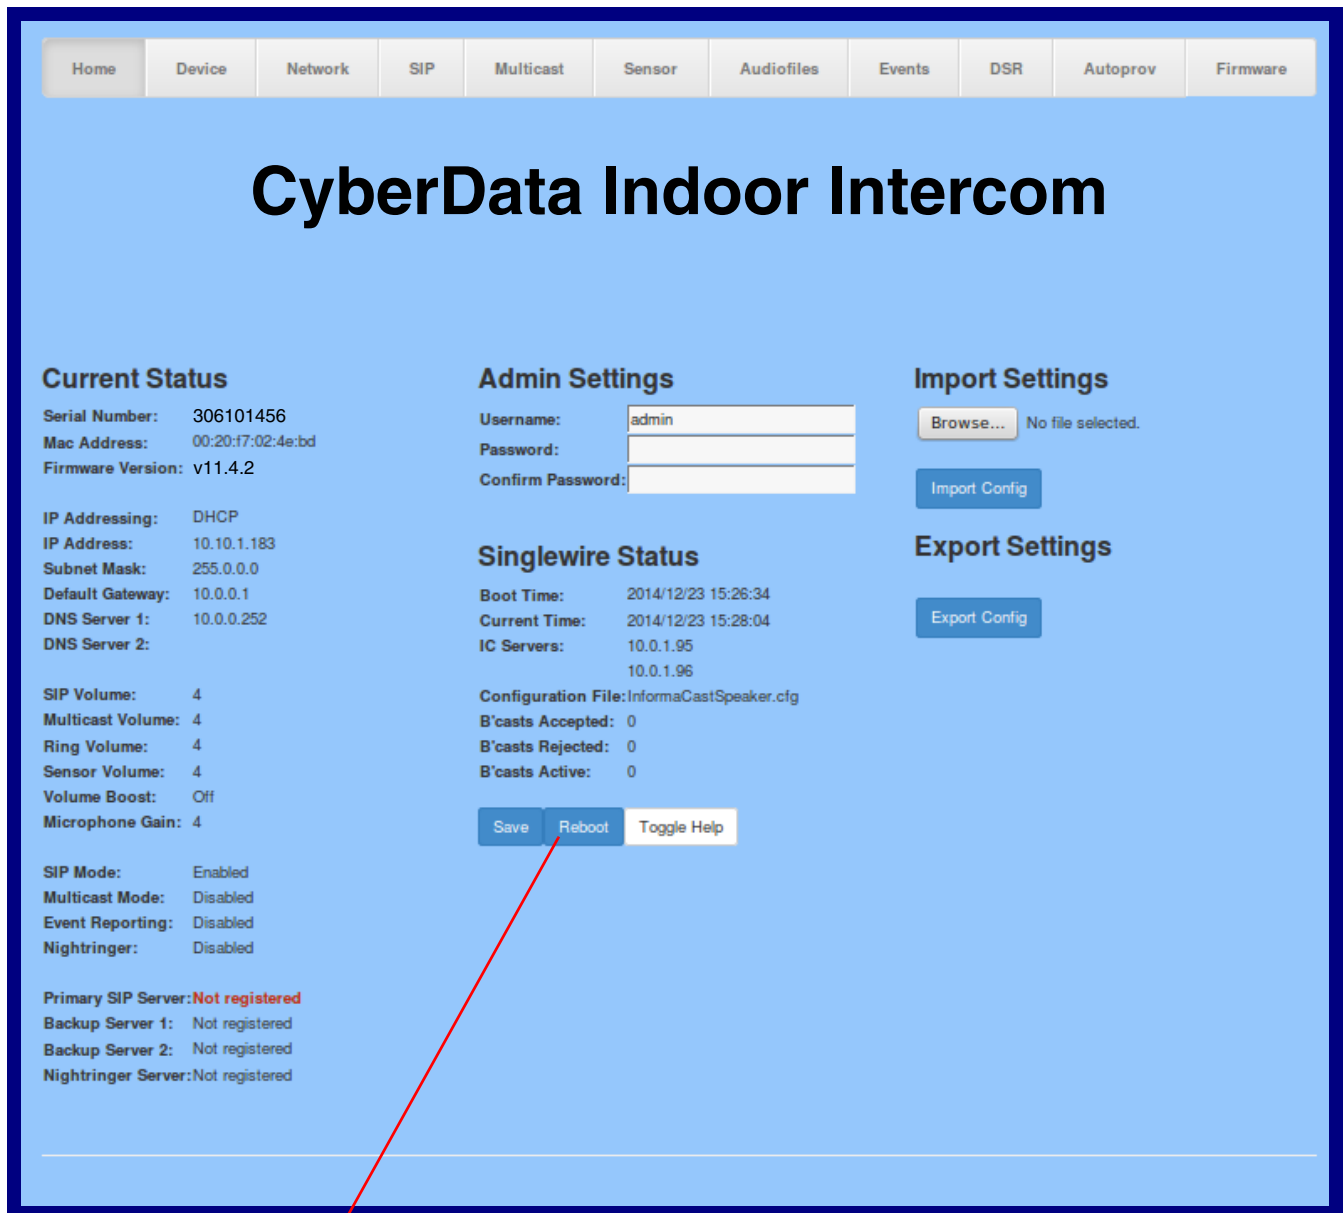 Home Device Network SIP Multicast Sensor Audiofiles Events DSR Autoprov Firmware
CyberData Indoor Intercom
Current Status
Serial Number: 306101456
Mac Address: 00:20:f7:02:4e:bd
Firmware Version: v11.4.2
IP Addressing: DHCP
IP Address: 10.10.1.183
Subnet Mask: 255.0.0.0
Default Gateway: 10.0.0.1
DNS Server 1: 10.0.0.252
DNS Server 2:
SIP Volume: 4
Multicast Volume: 4
Ring Volume: 4
Sensor Volume: 4
Volume Boost: Off
Microphone Gain: 4
SIP Mode: Enabled
Multicast Mode: Disabled
Event Reporting: Disabled
Nightringer: Disabled
Primary SIP Server: Not registered
Backup Server 1: Not registered
Backup Server 2: Not registered
Nightringer Server: Not registered
Admin Settings
Username: admin
Password:
Confirm Password:
Singlewire Status
Boot Time: 2014/12/23 15:26:34
Current Time: 2014/12/23 15:28:04
IC Servers: 10.0.1.95
10.0.1.96
Configuration File: InformaCastSpeaker.cfg
B'casts Accepted: 0
B'casts Rejected: 0
B'casts Active: 0
Save Reboot Toggle Help
Import Settings
Browse... No file selected.
Import Config
Export Settings
Export Config